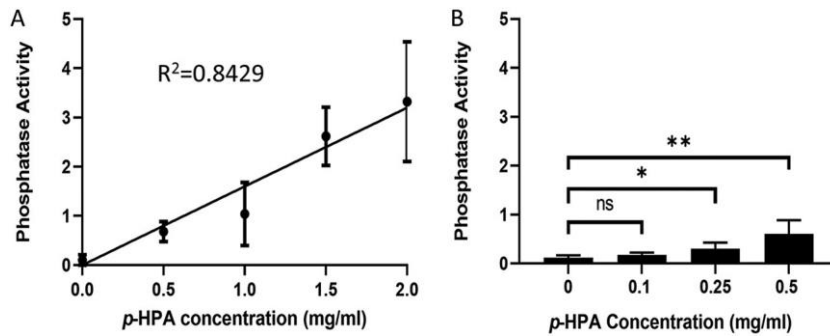 A
Phosphatase Activity
5
4
3
2
1
0
R²=0.8429
0.0 0.5 1.0 1.5 2.0
p-HPA concentration (mg/ml)
B
Phosphatase Activity
5
4
3
2
1
0
**
*
ns
0 0.1 0.25 0.5
p-HPA Concentration (mg/ml)